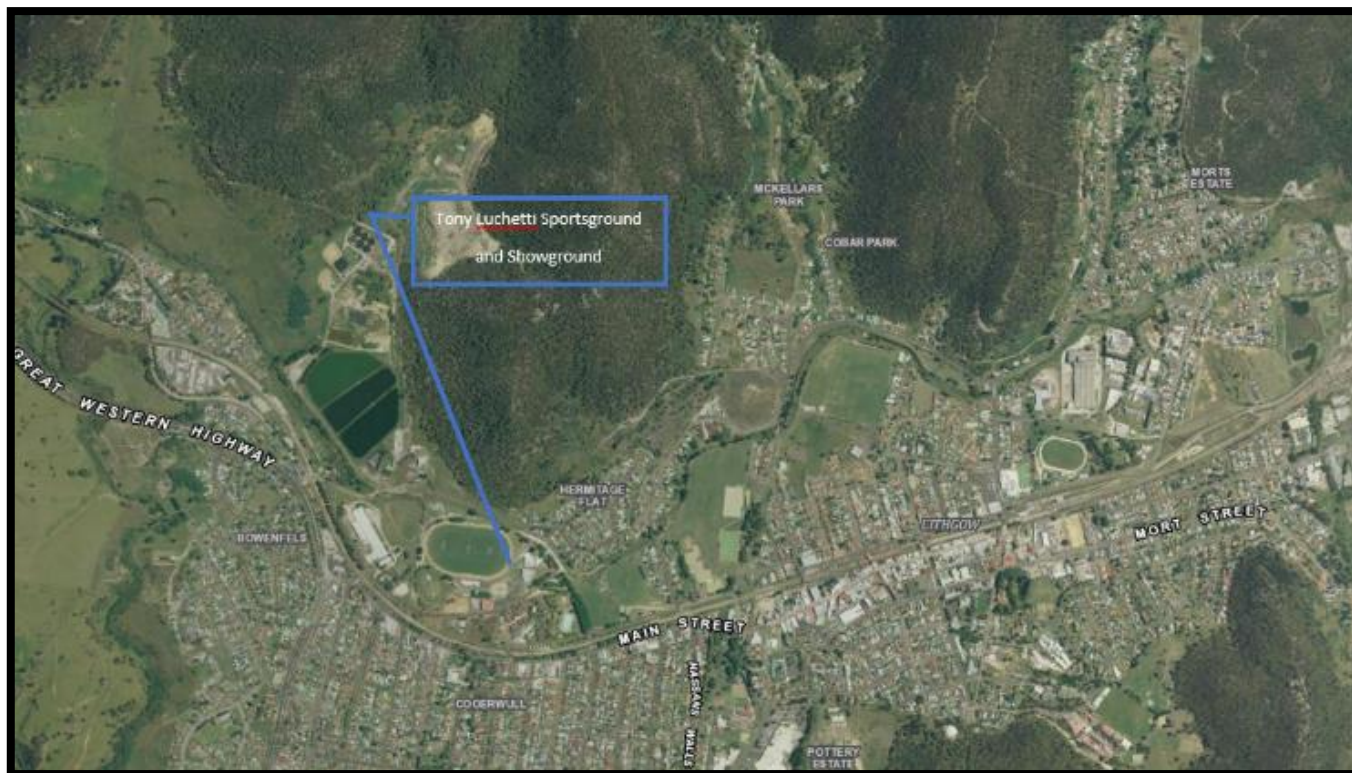 MCKELLARS
PARK
MORTS
ESTATE
Tony Luchetti Sportsground
and Showground
COBAR PARK
GREAT WESTERN HIGHWAY
HERMITAGE
FLAT
BOWENFELS
LITHGOW
MORT STREET
MAIN STREET
HASSANS WALLS
COOERWULL
POTTERY
ESTATE